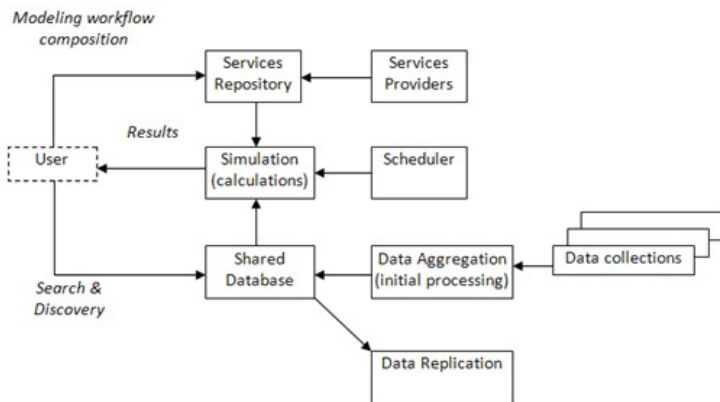 Modeling workflow
composition
Services
Repository
Services
Providers
Results
User
Simulation
(calculations)
Scheduler
Shared
Database
Data Aggregation
(initial processing)
Data collections
Search &
Discovery
Data Replication